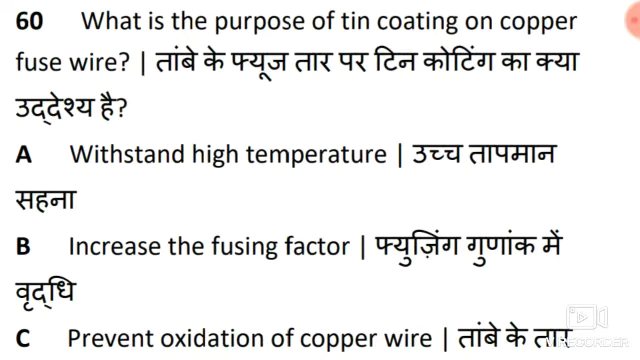 60 What is the purpose of tin coating on copper
fuse wire? | तांबे के फ्यूज तार पर टिन कोटिंग का क्या
उद्देश्य है?
A Withstand high temperature | उच्च तापमान
सहना
B Increase the fusing factor | फ्युज़िंग गुणांक में
वृद्धि
C Prevent oxidation of copper wire | तांबे के तार
RECORDER